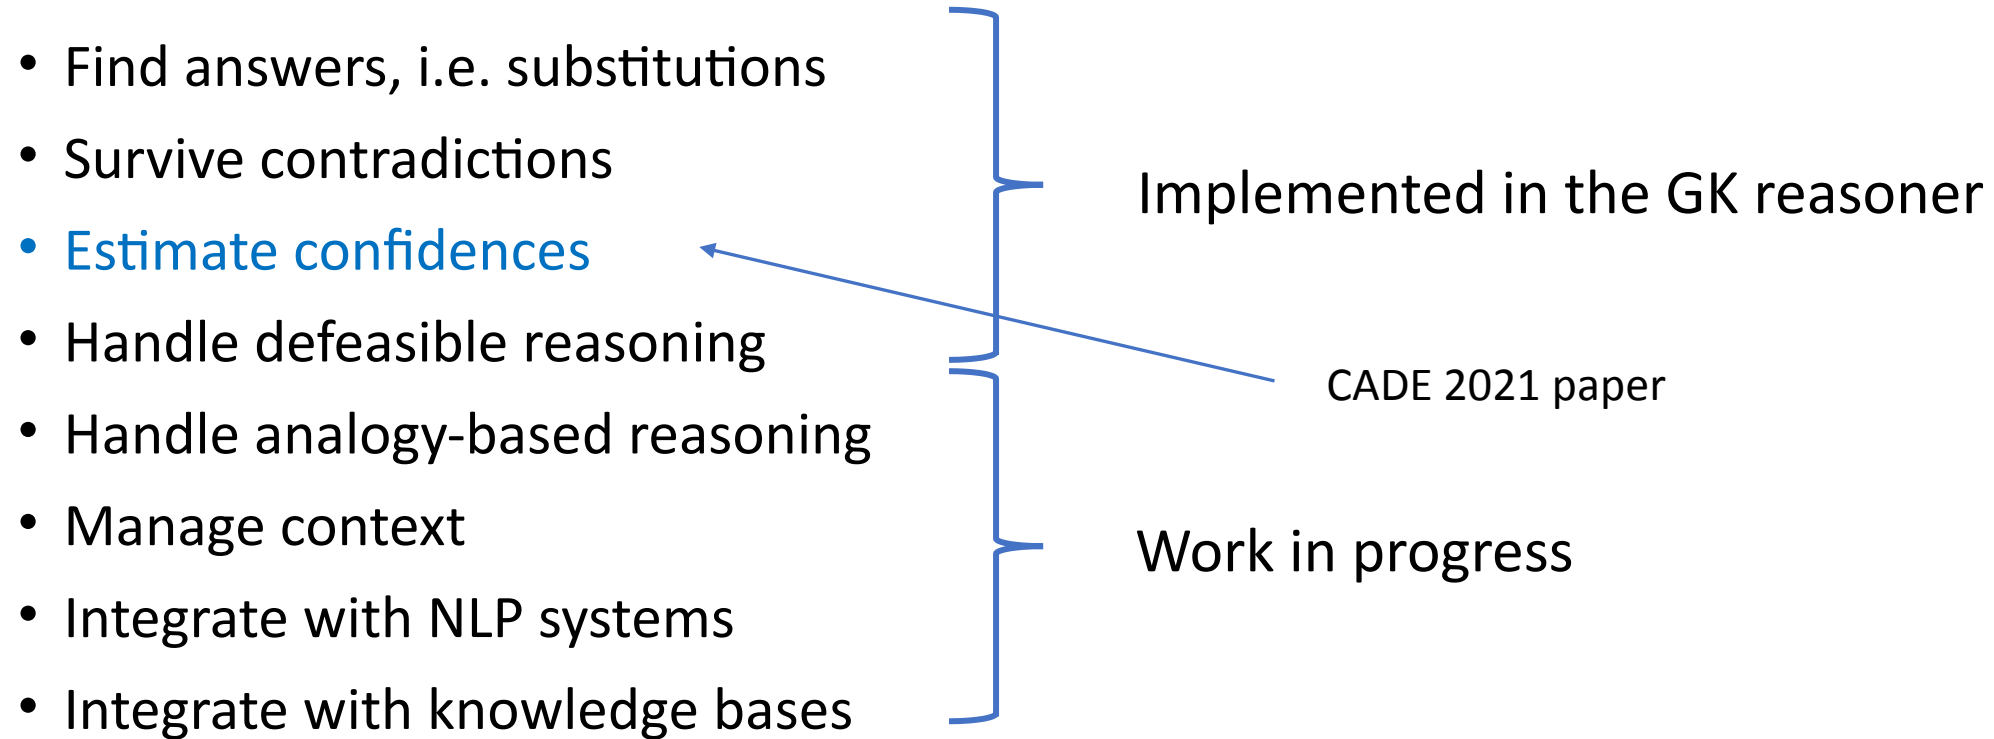 • Find answers, i.e. substitutions
• Survive contradictions
• Estimate confidences
• Handle defeasible reasoning
• Handle analogy-based reasoning
• Manage context
• Integrate with NLP systems
• Integrate with knowledge bases
Implemented in the GK reasoner
CADE 2021 paper
Work in progress